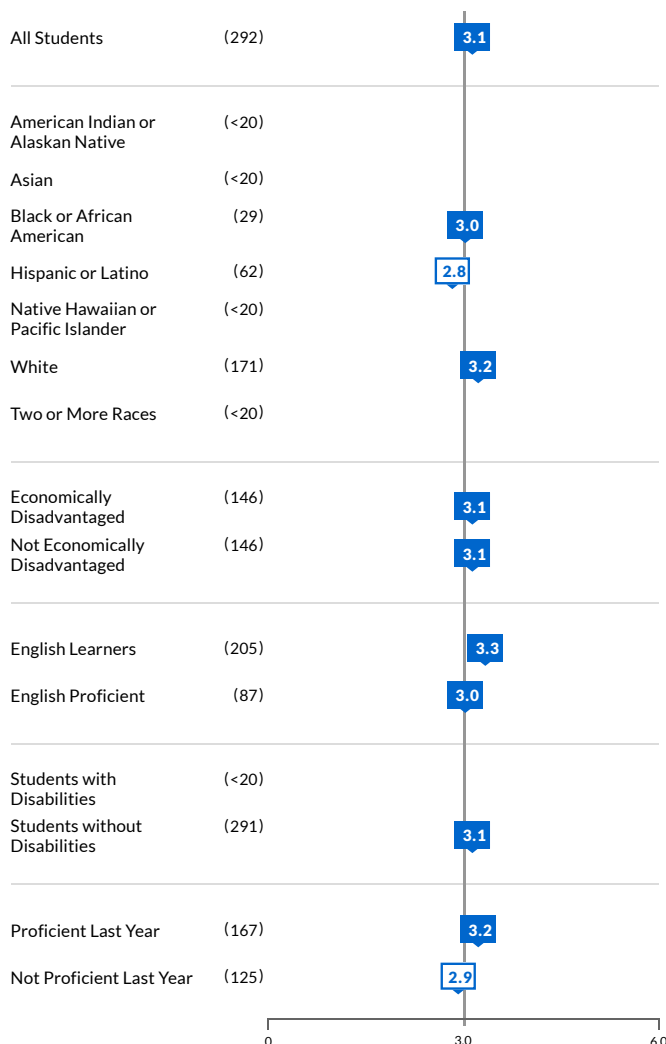 All Students (292) 3.1
American Indian or (<20)
Alaskan Native
Asian (<20)
Black or African (29) 3.0
American
Hispanic or Latino (62) 2.8
Native Hawaiian or (<20)
Pacific Islander
White (171) 3.2
Two or More Races (<20)
Economically (146) 3.1
Disadvantaged
Not Economically (146) 3.1
Disadvantaged
English Learners (205) 3.3
English Proficient (87) 3.0
Students with (<20)
Disabilities
Students without (291) 3.1
Disabilities
Proficient Last Year (167) 3.2
Not Proficient Last Year (125) 2.9
0 3.0 6.0